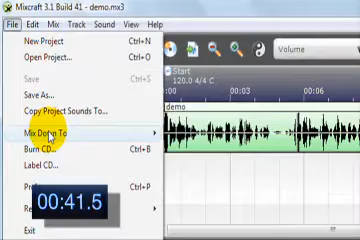 Mixcraft 3.1 Build 41 - demo.mx3
File Edit Mix Track Sound View Help
New Project Ctrl+N
Open Project... Ctrl+O
Save Ctrl+S
Save As...
Copy Project Sounds To...
Mix Down To
Burn CD... Ctrl+B
Label CD...
Ctrl+P
Exit
00:41.5
Volume
Start
120.0 4/4 C
:00 00:03 00:06
demo